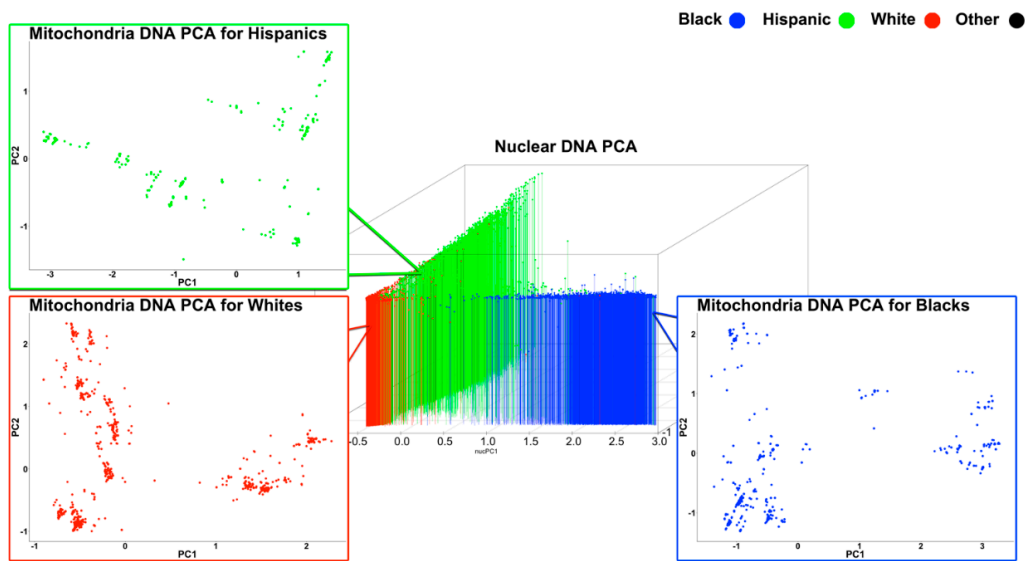 Black Hispanic White Other
Mitochondria DNA PCA for Hispanics
PC2
1
0
-1
-3 -2 -1 0 1
PC1
Nuclear DNA PCA
-0.5 0.0 0.5 1.0 1.5 2.0 2.5 3.0
-1
nucPC1
Mitochondria DNA PCA for Whites
PC2
2
1
0
-1
-1 0 1 2
PC1
Mitochondria DNA PCA for Blacks
PC2
2
1
0
-1
-1 0 1 2 3
PC1